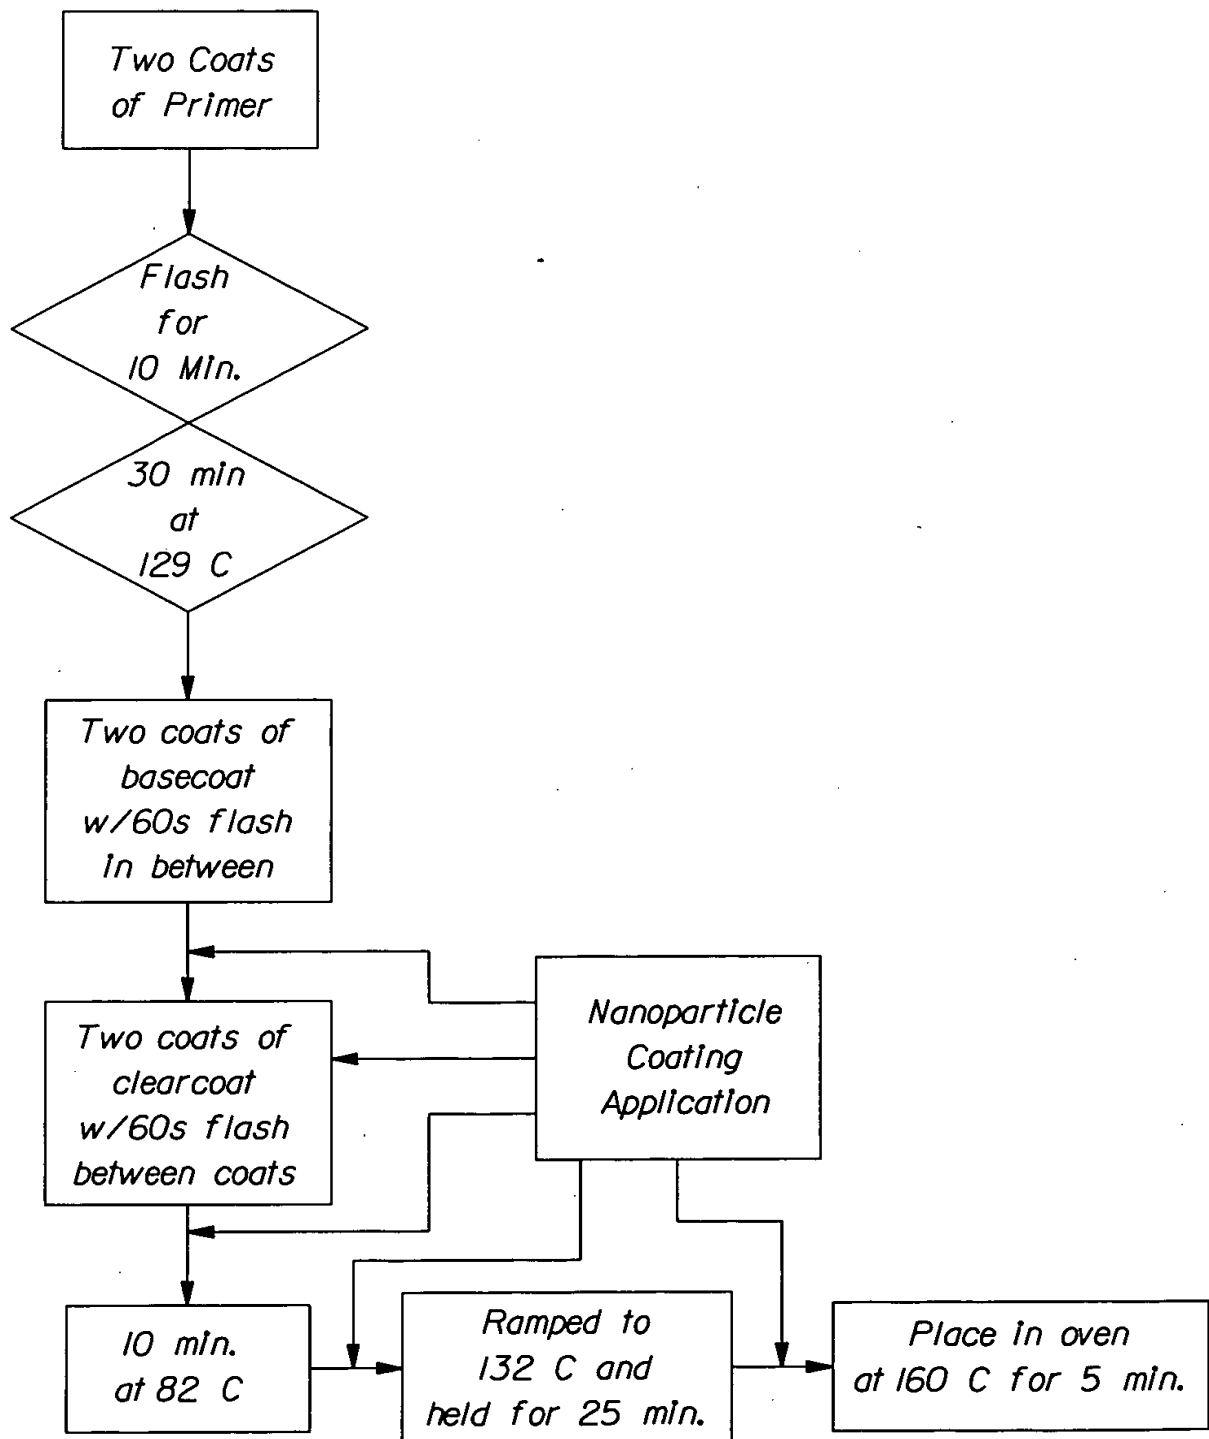 Two Coats
of Primer
Flash
for
10 Min.
30 min
at
129 C
Two coats of
basecoat
w/60s flash
in between
Two coats of
clearcoat
w/60s flash
between coats
Nanoparticle
Coating
Application
10 min.
at 82 C
Ramped to
132 C and
held for 25 min.
Place in oven
at 160 C for 5 min.